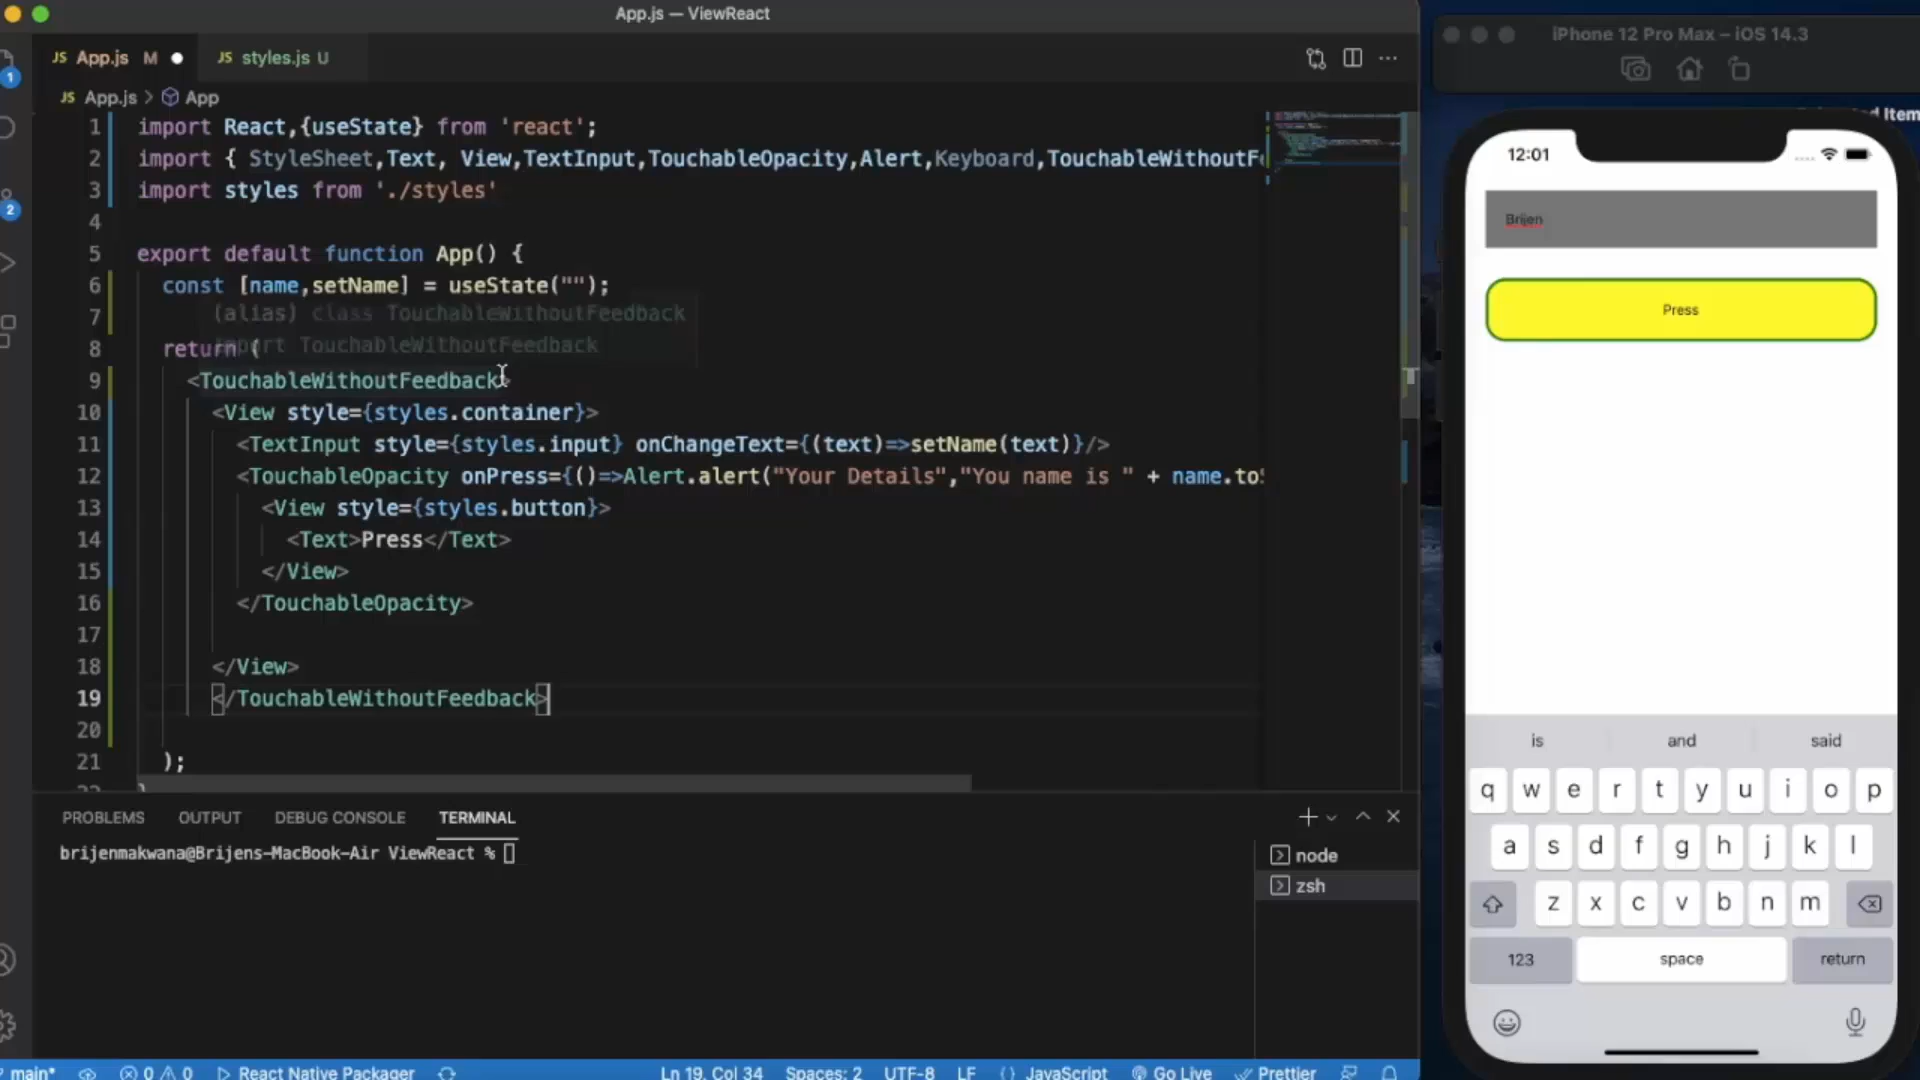 App.js — ViewReact
JS App.js M
JS styles.js U
JS App.js > App
1 import React,{useState} from 'react';
2 import { StyleSheet,Text, View,TextInput,TouchableOpacity,Alert,Keyboard,TouchableWithoutF
3 import styles from './styles'
4
5 export default function App() {
6 const [name,setName] = useState("");
(alias) class TouchableWithoutFeedback
7
import TouchableWithoutFeedback
8 return (
9 <TouchableWithoutFeedback>
10 <View style={styles.container}>
11 <TextInput style={styles.input} onChangeText={(text)=>setName(text)}/>
12 <TouchableOpacity onPress={()=>Alert.alert("Your Details","You name is " + name.to
13 <View style={styles.button}>
14 <Text>Press</Text>
15 </View>
16 </TouchableOpacity>
17
18 </View>
19 </TouchableWithoutFeedback>
20
21 );
PROBLEMS OUTPUT DEBUG CONSOLE TERMINAL
brijenmakwana@Brijens-MacBook-Air ViewReact %
node
zsh
1
2
main* 0 0 React Native Packager Ln 19, Col 34 Spaces: 2 UTF-8 LF {} JavaScript Go Live Prettier
iPhone 12 Pro Max – iOS 14.3
d Item
12:01
Brijen
Press
is and said
q w e r t y u i o p
a s d f g h j k l
z x c v b n m
123 space return